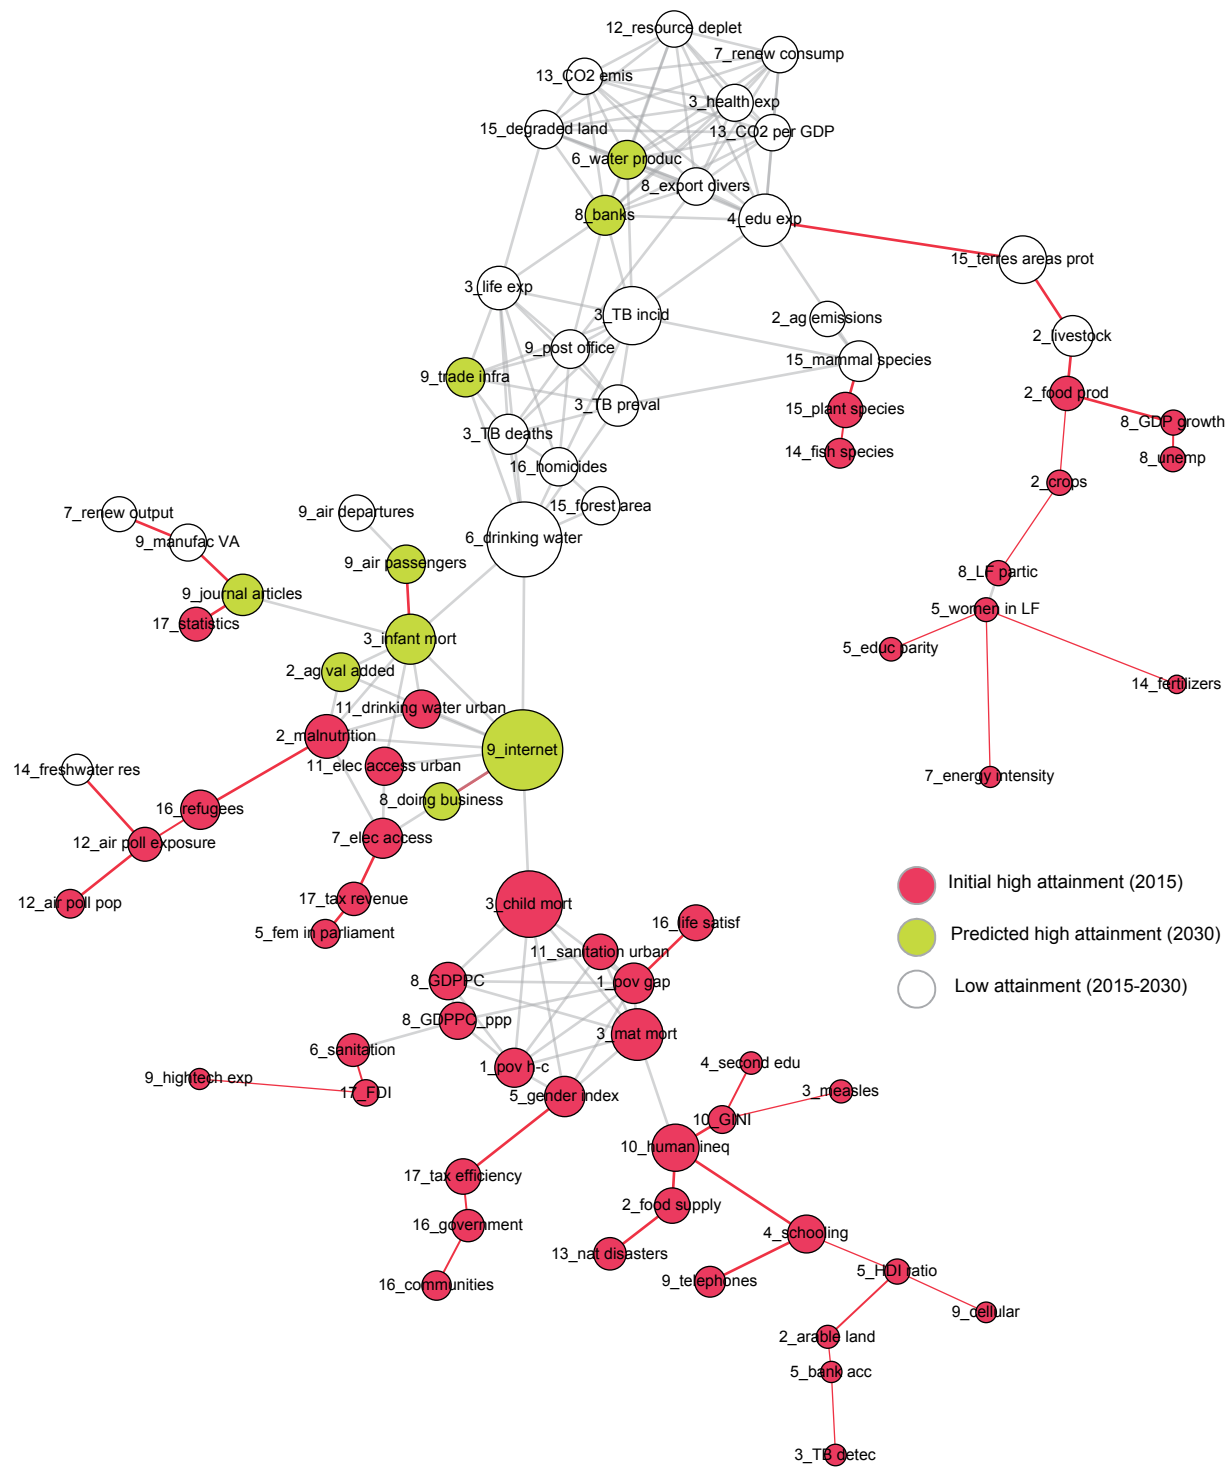 12_resource deplet
7_renew consump
13_CO2 emis
3_health exp
15_degraded land
13_CO2 per GDP
6_water produc
8_export divers
8_banks
4_edu exp
15_terres areas prot
3_life exp
3_TB incid
2_ag emissions
2_livestock
9_post office
15_mammal species
9_trade infra
2_food prod
3_TB preval
15_plant species
8_GDP growth
3_TB deaths
14_fish species
8_unemp
16_homicides
2_crops
15_forest area
9_air departures
7_renew output
6_drinking water
9_manufac VA
9_air passengers
8_LF partic
9_journal articles
5_women in LF
17_statistics
3_infant mort
5_educ parity
2_ag val added
14_fertilizers
11_drinking water urban
2_malnutrition
9_internet
11_elec access urban
14_freshwater res
7_energy intensity
8_doing business
16_refugees
7_elec access
12_air poll exposure
Initial high attainment (2015)
17_tax revenue
12_air poll pop
3_child mort
16_life satisf
5_fem in parliament
Predicted high attainment (2030)
11_sanitation urban
8_GDPPC
1_pov gap
Low attainment (2015-2030)
8_GDPPC_ppp
3_mat mort
6_sanitation
4_second edu
1_pov h-c
9_hightech exp
17_FDI
3_measles
5_gender index
10_GINI
10_human ineq
17_tax efficiency
2_food supply
16_government
4_schooling
13_nat disasters
5_HDI ratio
9_telephones
16_communities
9_cellular
2_arable land
5_bank acc
3_TB detec